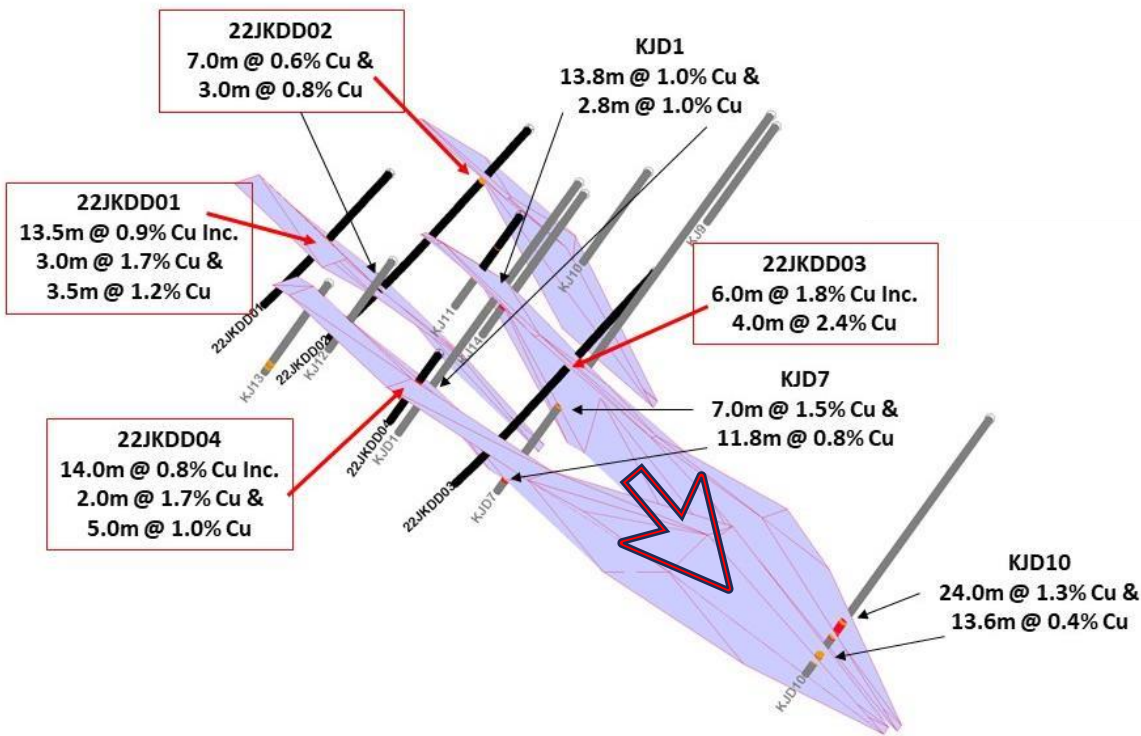 22JKDD02
7.0m @ 0.6% Cu &
3.0m @ 0.8% Cu
KJD1
13.8m @ 1.0% Cu &
2.8m @ 1.0% Cu
22JKDD01
13.5m @ 0.9% Cu Inc.
3.0m @ 1.7% Cu &
3.5m @ 1.2% Cu
22JKDD03
6.0m @ 1.8% Cu Inc.
4.0m @ 2.4% Cu
KJD7
7.0m @ 1.5% Cu &
11.8m @ 0.8% Cu
22JKDD04
14.0m @ 0.8% Cu Inc.
2.0m @ 1.7% Cu &
5.0m @ 1.0% Cu
KJD10
24.0m @ 1.3% Cu &
13.6m @ 0.4% Cu
22JKDD01
KJ13
22JKDD02
KJ12
KJ11
KJ14
KJ10
KJ9
22JKDD04
KJD1
22JKDD03
KJD7
KJD10